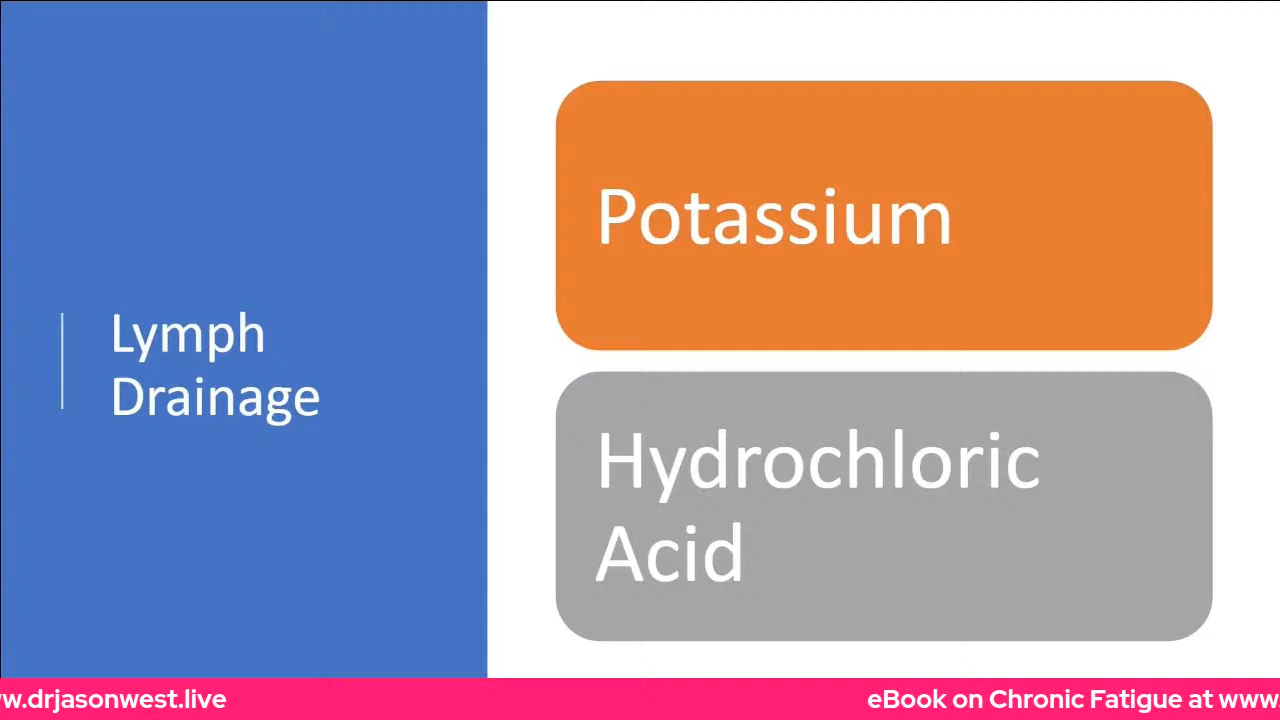 Lymph
Drainage
Potassium
Hydrochloric
Acid
w.drjasonwest.live
eBook on Chronic Fatigue at www.